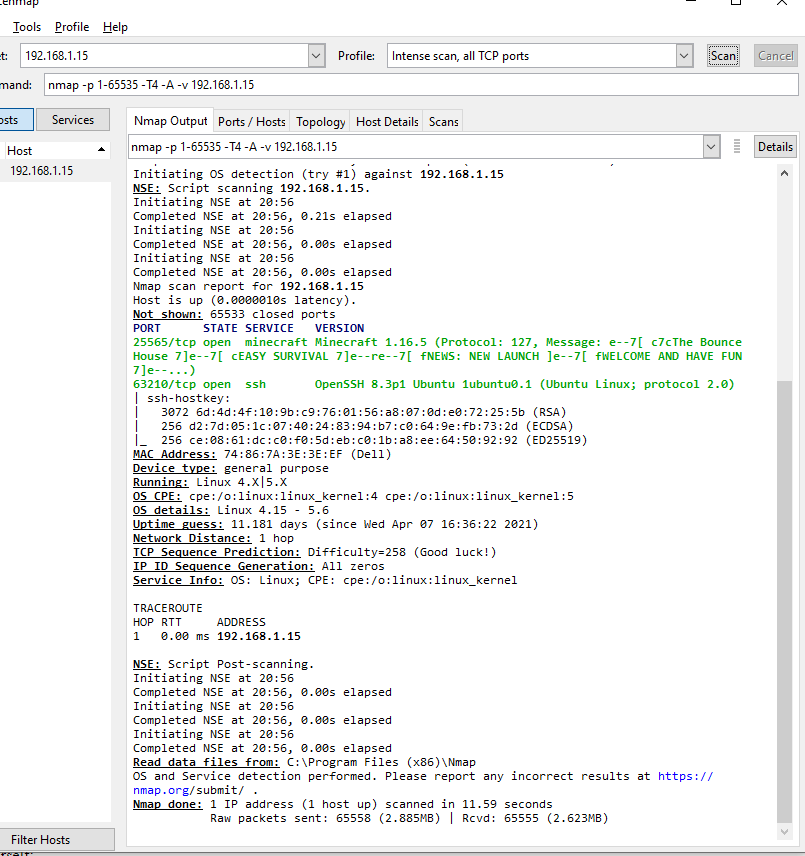 Tools Profile Help
192.168.1.15 Profile: Intense scan, all TCP ports Scan Cancel
nmap -p 1-65535 -T4 -A -v 192.168.1.15
Services Nmap Output Ports / Hosts Topology Host Details Scans
Host
192.168.1.15
nmap -p 1-65535 -T4 -A -v 192.168.1.15 Details
Initiating OS detection (try #1) against 192.168.1.15
NSE: Script scanning 192.168.1.15.
Initiating NSE at 20:56
Completed NSE at 20:56, 0.21s elapsed
Initiating NSE at 20:56
Completed NSE at 20:56, 0.00s elapsed
Initiating NSE at 20:56
Completed NSE at 20:56, 0.00s elapsed
Nmap scan report for 192.168.1.15
Host is up (0.0000010s latency).
Not shown: 65533 closed ports
PORT STATE SERVICE VERSION
25565/tcp open minecraft Minecraft 1.16.5 (Protocol: 127, Message: e--7[ c7cThe Bounce
House 7]e--7[ cEASY SURVIVAL 7]e--re--7[ fNEWS: NEW LAUNCH ]e--7[ fWELCOME AND HAVE FUN
7]e--...)
63210/tcp open ssh OpenSSH 8.3p1 Ubuntu 1ubuntu0.1 (Ubuntu Linux; protocol 2.0)
| ssh-hostkey:
| 3072 6d:4d:4f:10:9b:c9:76:01:56:a8:07:0d:e0:72:25:5b (RSA)
| 256 d2:7d:05:1c:07:40:24:83:94:b7:c0:64:9e:fb:73:2d (ECDSA)
|_ 256 ce:08:61:dc:c0:f0:5d:eb:c0:1b:a8:ee:64:50:92:92 (ED25519)
MAC Address: 74:86:7A:3E:3E:EF (Dell)
Device type: general purpose
Running: Linux 4.X|5.X
OS CPE: cpe:/o:linux:linux_kernel:4 cpe:/o:linux:linux_kernel:5
OS details: Linux 4.15 - 5.6
Uptime guess: 11.181 days (since Wed Apr 07 16:36:22 2021)
Network Distance: 1 hop
TCP Sequence Prediction: Difficulty=258 (Good luck!)
IP ID Sequence Generation: All zeros
Service Info: OS: Linux; CPE: cpe:/o:linux:linux_kernel
TRACEROUTE
HOP RTT ADDRESS
1 0.00 ms 192.168.1.15
NSE: Script Post-scanning.
Initiating NSE at 20:56
Completed NSE at 20:56, 0.00s elapsed
Initiating NSE at 20:56
Completed NSE at 20:56, 0.00s elapsed
Initiating NSE at 20:56
Completed NSE at 20:56, 0.00s elapsed
Read data files from: C:\Program Files (x86)\Nmap
OS and Service detection performed. Please report any incorrect results at https://
nmap.org/submit/ .
Nmap done: 1 IP address (1 host up) scanned in 11.59 seconds
Raw packets sent: 65558 (2.885MB) | Rcvd: 65555 (2.623MB)
Filter Hosts